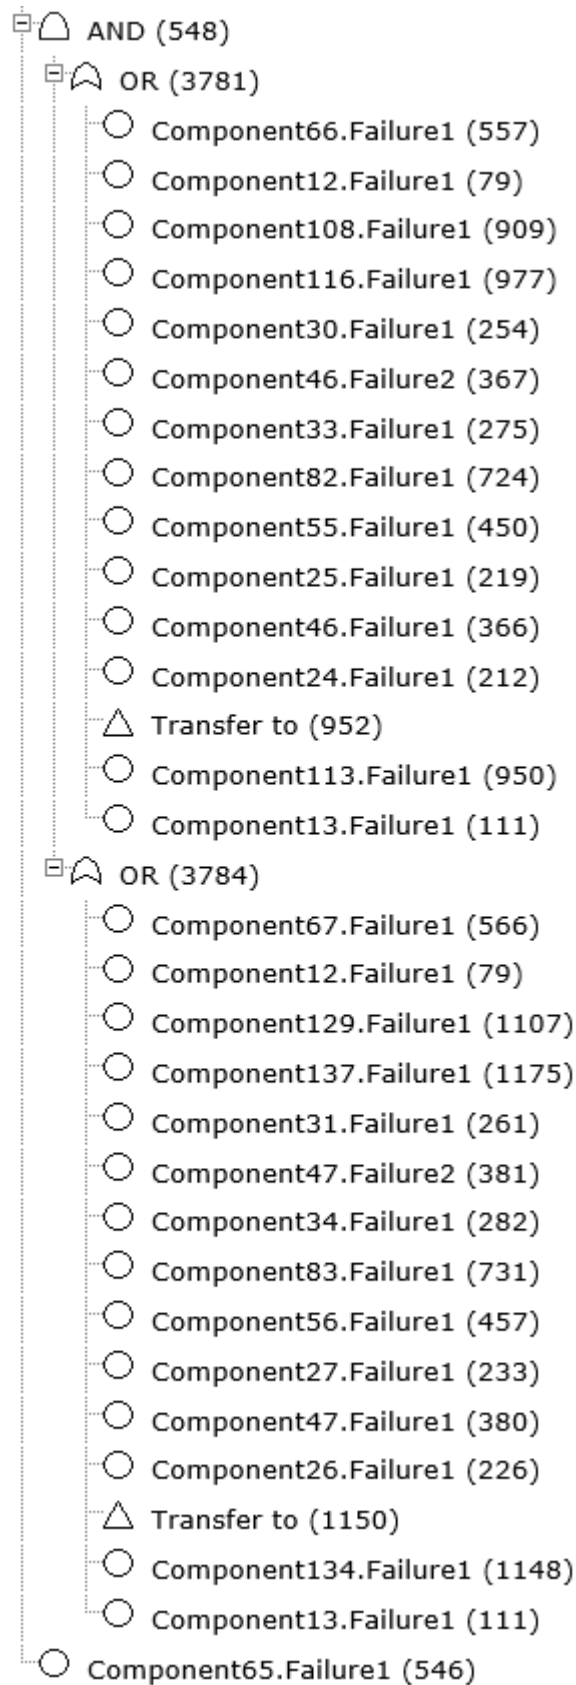 AND (548)
OR (3781)
Component66.Failure1 (557)
Component12.Failure1 (79)
Component108.Failure1 (909)
Component116.Failure1 (977)
Component30.Failure1 (254)
Component46.Failure2 (367)
Component33.Failure1 (275)
Component82.Failure1 (724)
Component55.Failure1 (450)
Component25.Failure1 (219)
Component46.Failure1 (366)
Component24.Failure1 (212)
Transfer to (952)
Component113.Failure1 (950)
Component13.Failure1 (111)
OR (3784)
Component67.Failure1 (566)
Component12.Failure1 (79)
Component129.Failure1 (1107)
Component137.Failure1 (1175)
Component31.Failure1 (261)
Component47.Failure2 (381)
Component34.Failure1 (282)
Component83.Failure1 (731)
Component56.Failure1 (457)
Component27.Failure1 (233)
Component47.Failure1 (380)
Component26.Failure1 (226)
Transfer to (1150)
Component134.Failure1 (1148)
Component13.Failure1 (111)
Component65.Failure1 (546)